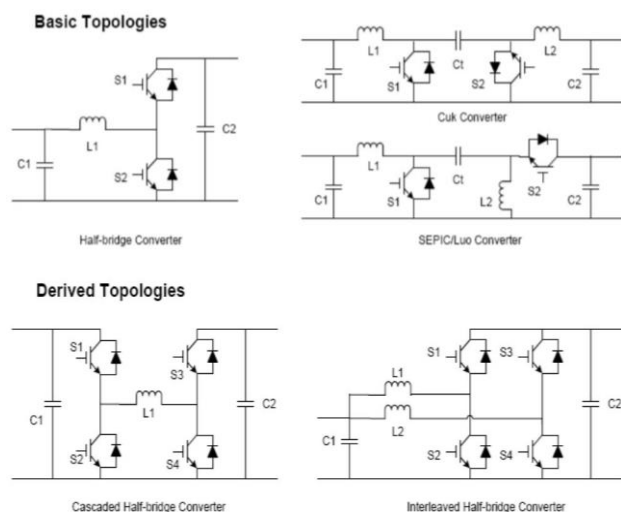 Basic Topologies
S1
C1
L1
S2
C2
Half-bridge Converter
L1
Ct
L2
C1
S1
S2
C2
Cuk Converter
L1
Ct
C1
S1
L2
S2
C2
SEPIC/Luo Converter
Derived Topologies
S1
S3
C1
L1
C2
S2
S4
Cascaded Half-bridge Converter
S1
S3
L1
L2
C1
C2
S2
S4
Interleaved Half-bridge Converter